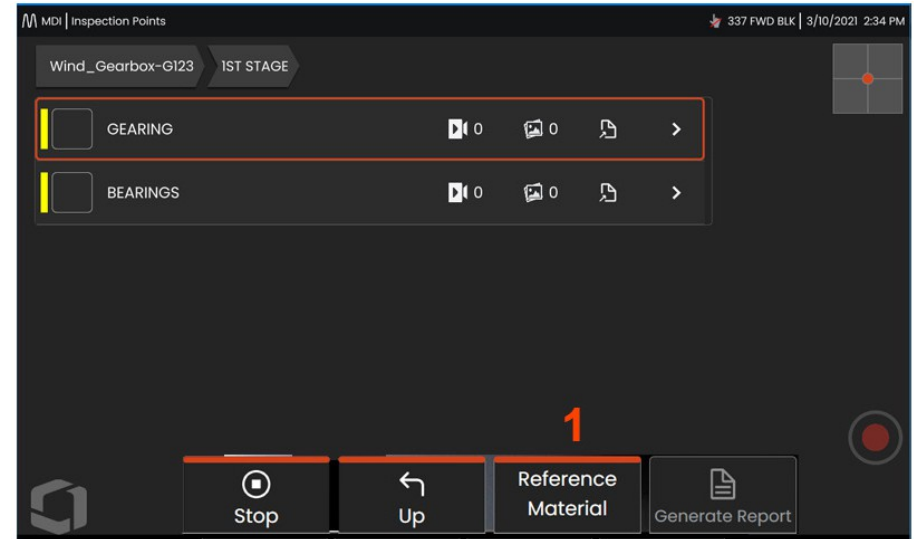 MDI | Inspection Points
337 FWD BLK | 3/10/2021 2:34 PM
Wind_Gearbox-G123 1ST STAGE
GEARING 0 0
BEARINGS 0 0
1
Stop
Up
Reference
Material
Generate Report